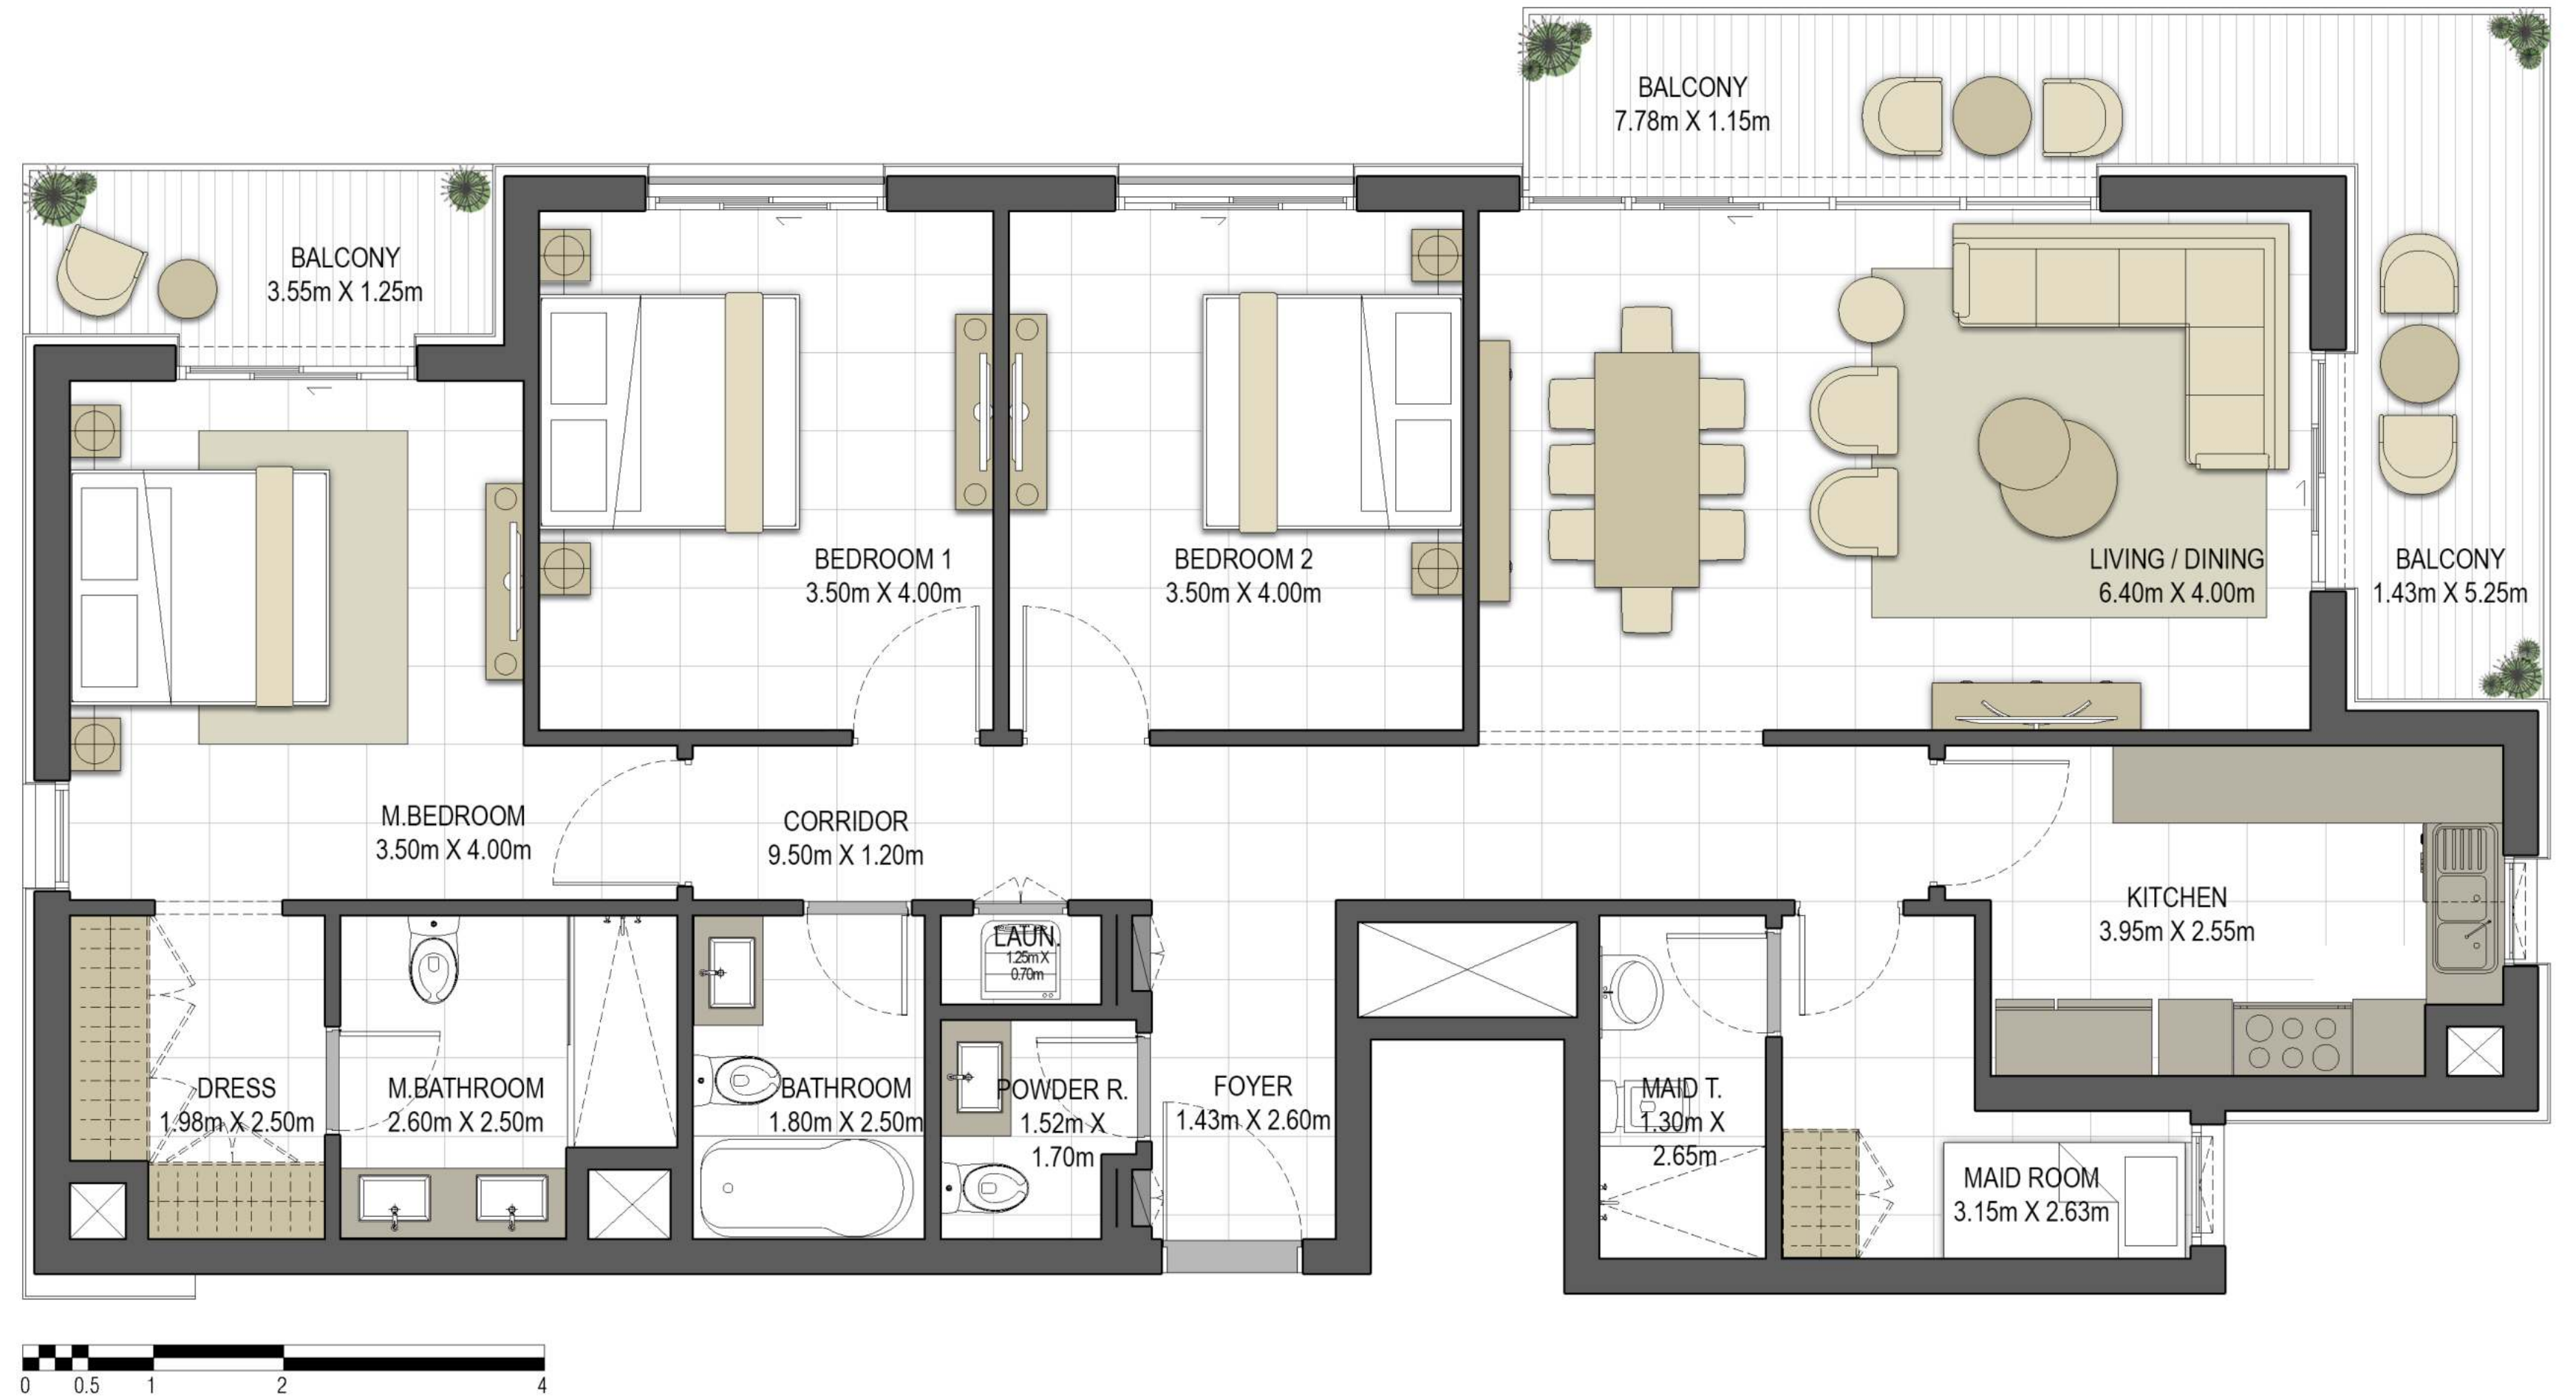 BALCONY
7.78m X 1.15m
BALCONY
3.55m X 1.25m
BEDROOM 1
3.50m X 4.00m
BEDROOM 2
3.50m X 4.00m
LIVING / DINING
6.40m X 4.00m
BALCONY
1.43m X 5.25m
M.BEDROOM
3.50m X 4.00m
CORRIDOR
9.50m X 1.20m
KITCHEN
3.95m X 2.55m
LAUN.
1.25m X
0.70m
DRESS
1.98m X 2.50m
M.BATHROOM
2.60m X 2.50m
BATHROOM
1.80m X 2.50m
POWDER R.
1.52m X
1.70m
FOYER
1.43m X 2.60m
MAID T.
1.30m X
2.65m
MAID ROOM
3.15m X 2.63m
0 0.5 1 2 4